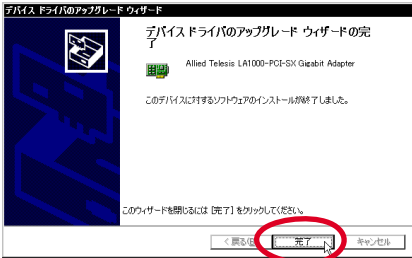 デバイス ドライバのアップグレード ウィザード
デバイス ドライバのアップグレード ウィザードの完
了
Allied Telesis LA1000-PCI-SX Gigabit Adapter
このデバイスに対するソフトウェアのインストールが終了しました。
このウィザードを閉じるには [完了] をクリックしてください。
< 戻る(B)
完了
キャンセル